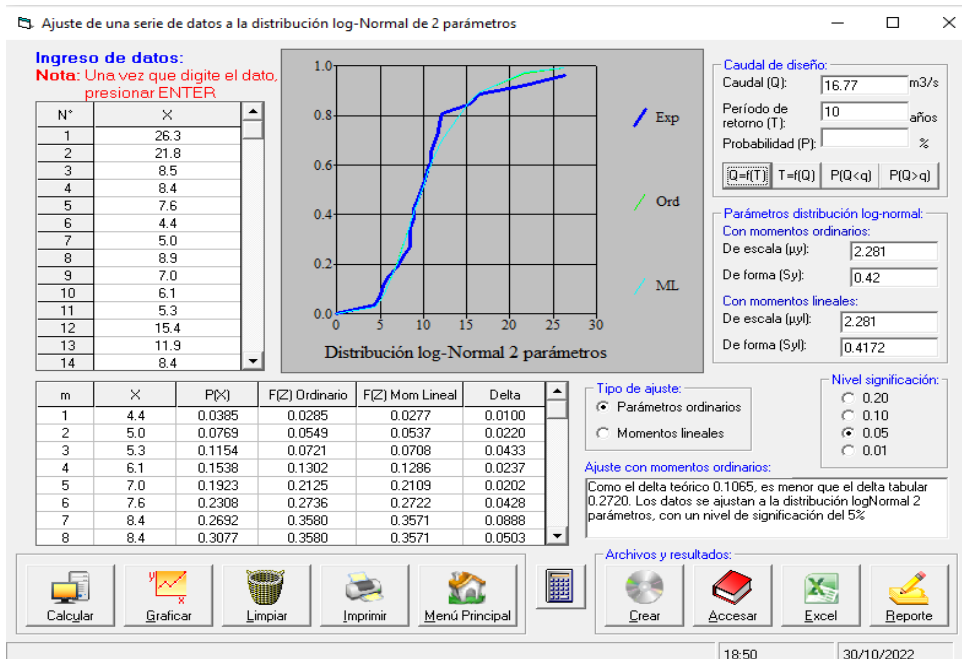 Ajuste de una serie de datos a la distribución log-Normal de 2 parámetros
Ingreso de datos:
Nota: Una vez que digite el dato,
presionar ENTER
N° X
1 26.3
2 21.8
3 8.5
4 8.4
5 7.6
6 4.4
7 5.0
8 8.9
9 7.0
10 6.1
11 5.3
12 15.4
13 11.9
14 8.4
1.0
0.8
0.6
0.4
0.2
0.0
0 5 10 15 20 25 30
Exp
Ord
ML
Distribución log-Normal 2 parámetros
Caudal de diseño:
Caudal (Q): 16.77 m3/s
Período de
retorno (T): 10 años
Probabilidad (P): %
Q=f(T) T=f(Q) P(Q<q) P(Q>q)
Parámetros distribución log-normal:
Con momentos ordinarios:
De escala (µy): 2.281
De forma (Sy): 0.42
Con momentos lineales:
De escala (µyl): 2.281
De forma (Syl): 0.4172
m X P(X) F(Z) Ordinario F(Z) Mom Lineal Delta
1 4.4 0.0385 0.0285 0.0277 0.0100
2 5.0 0.0769 0.0549 0.0537 0.0220
3 5.3 0.1154 0.0721 0.0708 0.0433
4 6.1 0.1538 0.1302 0.1286 0.0237
5 7.0 0.1923 0.2125 0.2109 0.0202
6 7.6 0.2308 0.2736 0.2722 0.0428
7 8.4 0.2692 0.3580 0.3571 0.0888
8 8.4 0.3077 0.3580 0.3571 0.0503
Tipo de ajuste:
Parámetros ordinarios
Momentos lineales
Nivel significación:
0.20
0.10
0.05
0.01
Ajuste con momentos ordinarios:
Como el delta teórico 0.1065, es menor que el delta tabular
0.2720. Los datos se ajustan a la distribución logNormal 2
parámetros, con un nivel de significación del 5%
Calcular
Graficar
Limpiar
Imprimir
Menú Principal
Archivos y resultados:
Crear
Accesar
Excel
Reporte
18:50 30/10/2022